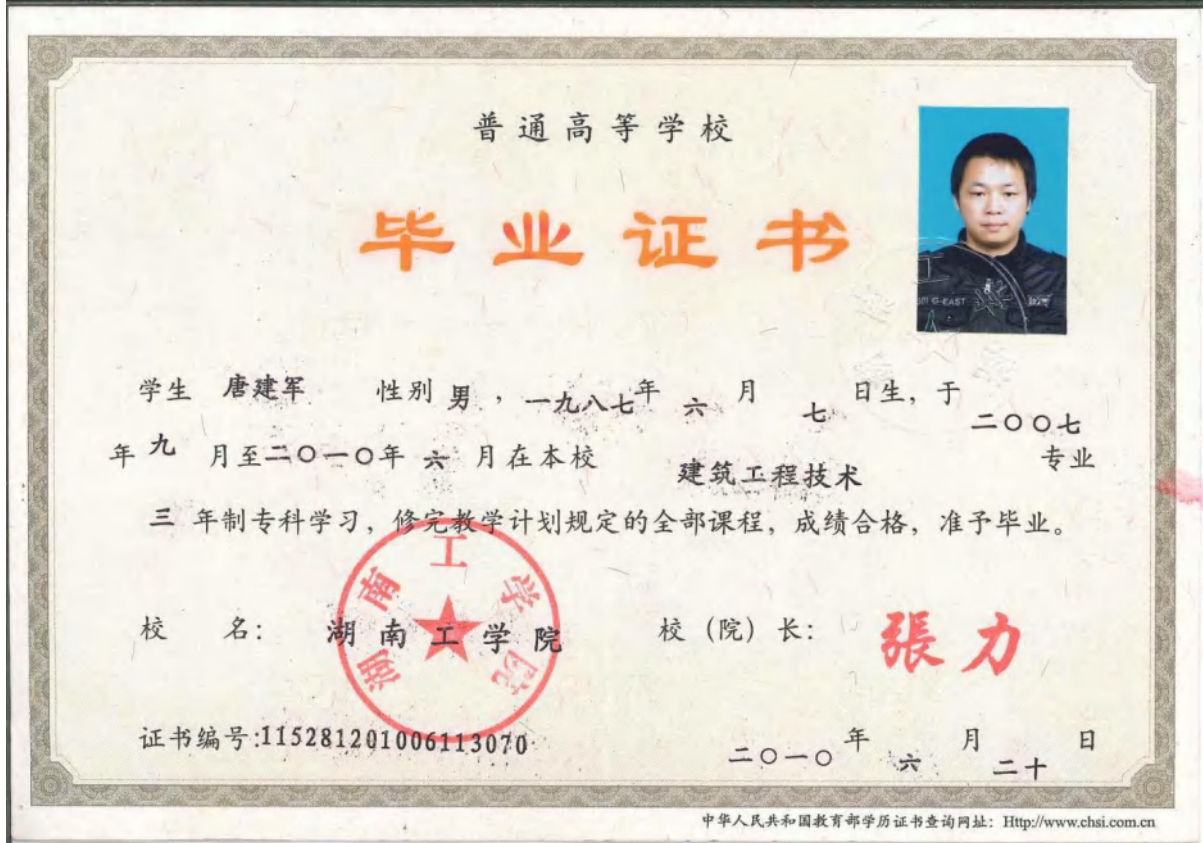 普通高等学校
毕业证书
学生 唐建军 性别 男 , 一九八七年 六 月 七 日生, 于 二〇〇七
年 九 月至二〇一〇年 六 月在本校 建筑工程技术 专业
三 年制专科学习, 修完教学计划规定的全部课程, 成绩合格, 准予毕业。
湖南工学院
校 名: 湖南工学院 校 (院) 长: 張力
证书编号:115281201006113070 二〇一〇 年 六 月 二十 日
中华人民共和国教育部学历证书查询网址: Http://www.chsi.com.cn